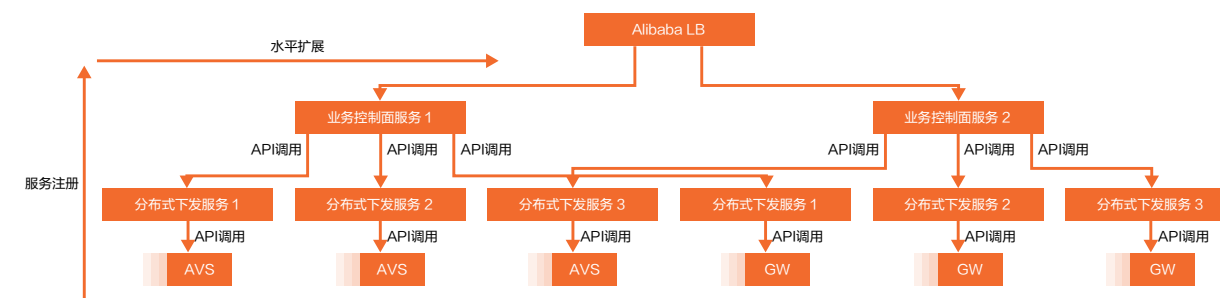 Alibaba LB
水平扩展
业务控制面服务 1
业务控制面服务 2
API调用
API调用
API调用
API调用
API调用
API调用
服务注册
分布式下发服务 1
分布式下发服务 2
分布式下发服务 3
分布式下发服务 1
分布式下发服务 2
分布式下发服务 3
API调用
API调用
API调用
API调用
API调用
API调用
AVS
AVS
AVS
GW
GW
GW